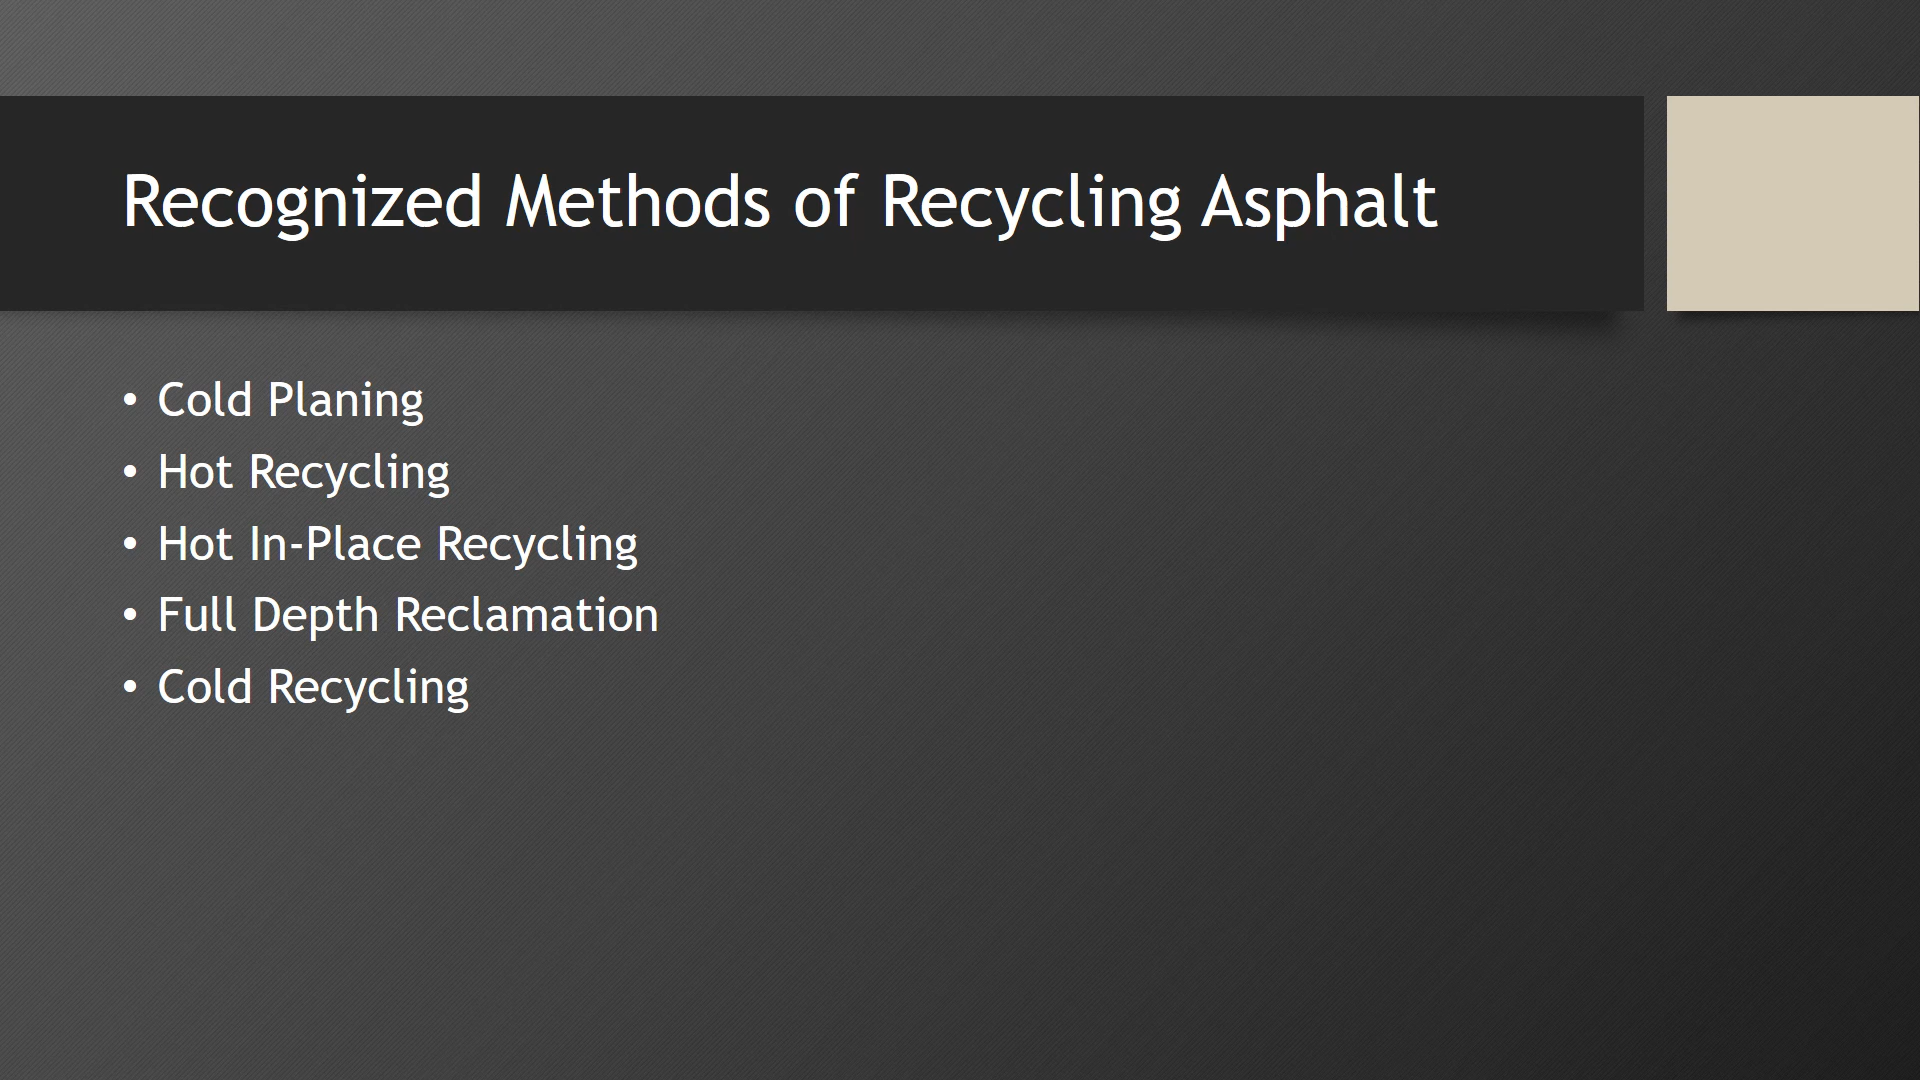 Recognized Methods of Recycling Asphalt
• Cold Planing
• Hot Recycling
• Hot In-Place Recycling
• Full Depth Reclamation
• Cold Recycling